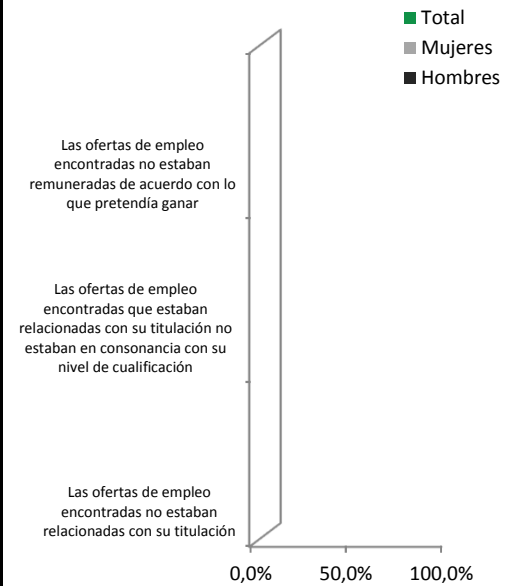 Total
Mujeres
Hombres
Las ofertas de empleo
encontradas no estaban
remuneradas de acuerdo con lo
que pretendía ganar
Las ofertas de empleo
encontradas que estaban
relacionadas con su titulación no
estaban en consonancia con su
nivel de cualificación
Las ofertas de empleo
encontradas no estaban
relacionadas con su titulación
0,0% 50,0% 100,0%